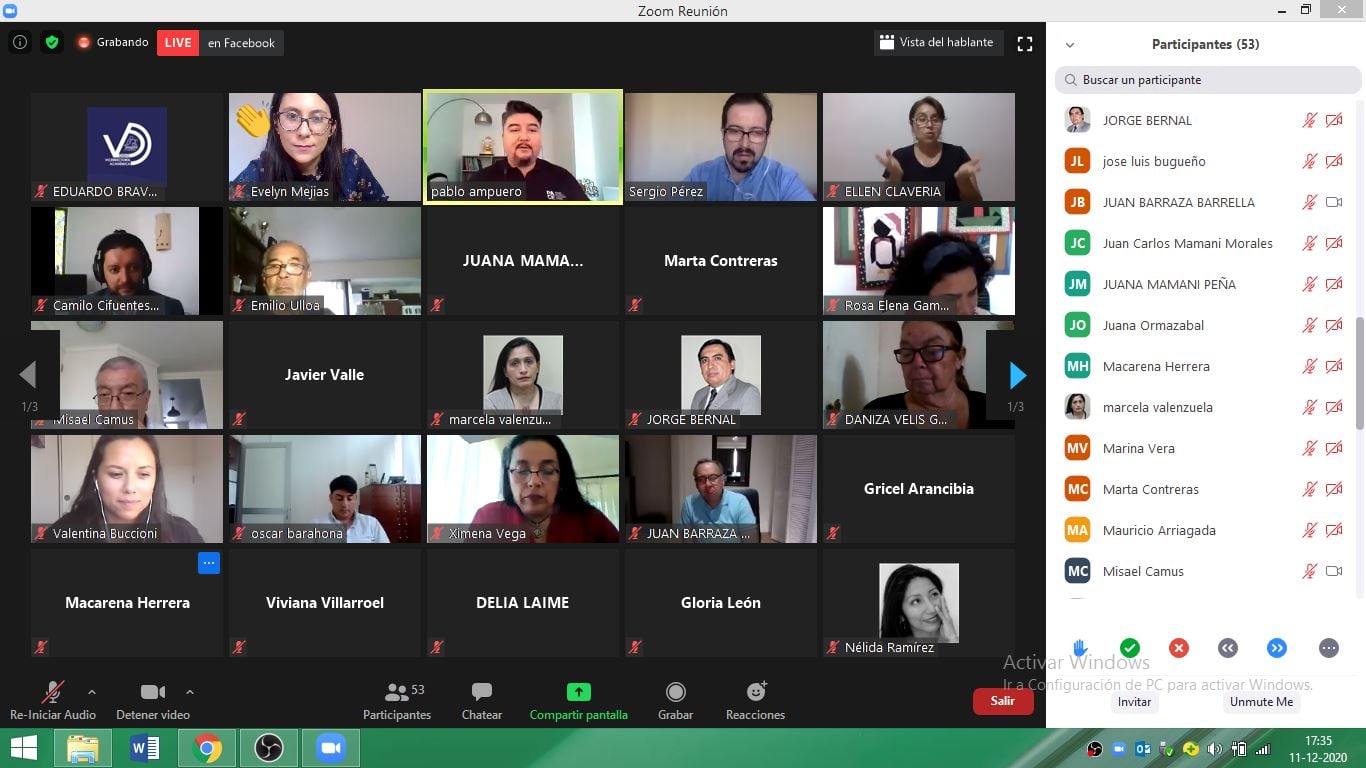 Zoom Reunión
Grabando
LIVE en Facebook
Vista del hablante
VICERRECTORÍA
ACADÉMICA
EDUARDO BRAV...
Evelyn Mejias
pablo ampuero
Sergio Pérez
ELLEN CLAVERIA
Camilo Cifuentes...
Emilio Ulloa
JUANA MAMA...
Marta Contreras
Rosa Elena Gam...
1/3
Misael Camus
Javier Valle
marcela valenzu...
JORGE BERNAL
DANIZA VELIS G...
1/3
Valentina Buccioni
oscar barahona
Ximena Vega
JUAN BARRAZA ...
Gricel Arancibia
Macarena Herrera
Viviana Villarroel
DELIA LAIME
Gloria León
Nélida Ramírez
Re-Iniciar Audio
Detener video
53
Participantes
Chatear
Compartir pantalla
Grabar
Reacciones
Salir
Participantes (53)
Buscar un participante
JORGE BERNAL
JL jose luis bugueño
JB JUAN BARRAZA BARRELLA
JC Juan Carlos Mamani Morales
JM JUANA MAMANI PEÑA
JO Juana Ormazabal
MH Macarena Herrera
marcela valenzuela
MV Marina Vera
MC Marta Contreras
MA Mauricio Arriagada
MC Misael Camus
Activar Windows
Ir a Configuración de PC para activar Windows.
Invitar
Unmute Me
17:35
11-12-2020